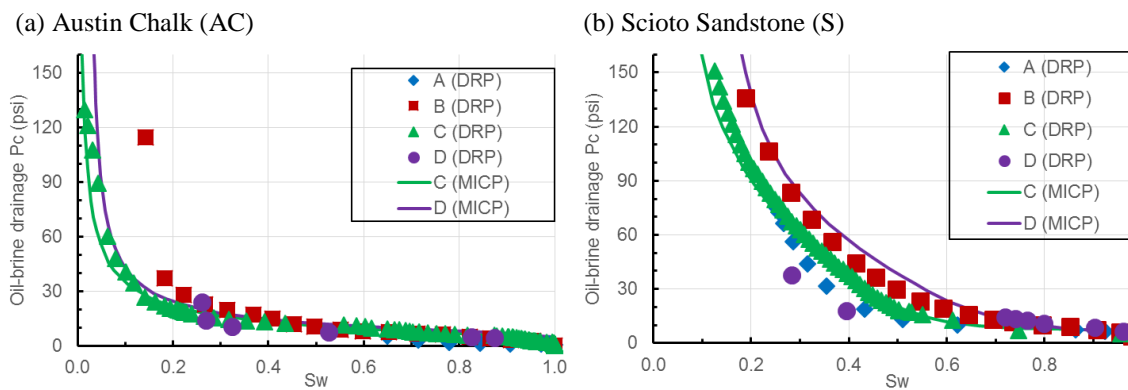 (a) Austin Chalk (AC)
(b) Scioto Sandstone (S)
Oil-brine drainage Pc (psi)
150
120
90
60
30
0
0.0 0.2 0.4 0.6 0.8 1.0
Sw
A (DRP)
B (DRP)
C (DRP)
D (DRP)
C (MICP)
D (MICP)
Oil-brine drainage Pc (psi)
150
120
90
60
30
0
0.0 0.2 0.4 0.6 0.8
Sw
A (DRP)
B (DRP)
C (DRP)
D (DRP)
C (MICP)
D (MICP)